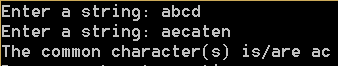 Enter a string: abcd
Enter a string: aecaten
The common character(s) is/are ac